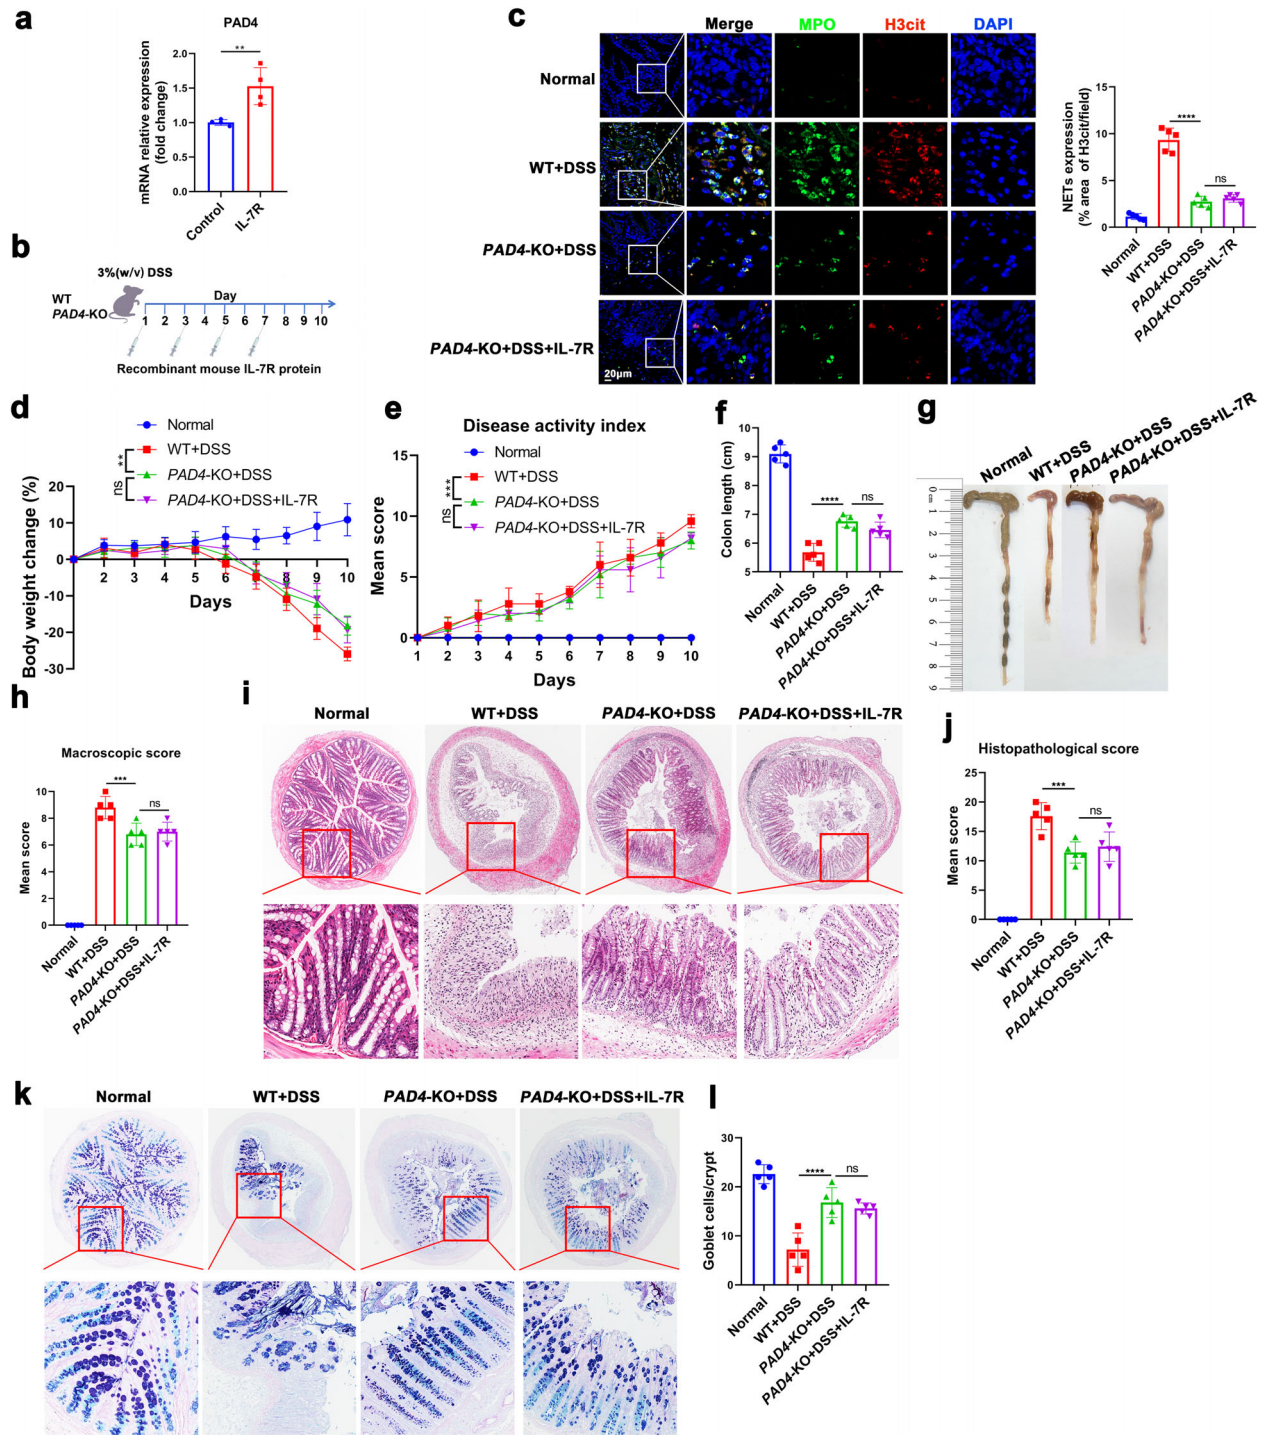 a
PAD4
mRNA relative expression
(fold change)
2.0
1.5
1.0
0.5
0.0
**
Control
IL-7R
b
3%(w/v) DSS
WT
PAD4-KO
Day
1 2 3 4 5 6 7 8 9 10
Recombinant mouse IL-7R protein
c
Merge MPO H3cit DAPI
Normal
WT+DSS
PAD4-KO+DSS
PAD4-KO+DSS+IL-7R
20μm
NETs expression
(% area of H3cit/field)
15
10
5
0
****
ns
Normal
WT+DSS
PAD4-KO+DSS
PAD4-KO+DSS+IL-7R
d
Normal
WT+DSS
PAD4-KO+DSS
PAD4-KO+DSS+IL-7R
**
ns
Body weight change (%)
20
10
0
-10
-20
-30
2 3 4 5 6 7 8 9 10
Days
e
Disease activity index
Normal
WT+DSS
PAD4-KO+DSS
PAD4-KO+DSS+IL-7R
***
ns
Mean score
15
10
5
0
1 2 3 4 5 6 7 8 9 10
Days
f
Colon length (cm)
10
9
8
7
6
5
****
ns
Normal
WT+DSS
PAD4-KO+DSS
PAD4-KO+DSS+IL-7R
g
Normal
WT+DSS
PAD4-KO+DSS
PAD4-KO+DSS+IL-7R
0
cm
1
2
3
4
5
6
7
8
9
h
Macroscopic score
Mean score
10
8
6
4
2
0
***
ns
Normal
WT+DSS
PAD4-KO+DSS
PAD4-KO+DSS+IL-7R
i
Normal WT+DSS PAD4-KO+DSS PAD4-KO+DSS+IL-7R
j
Histopathological score
Mean score
25
20
15
10
5
0
***
ns
Normal
WT+DSS
PAD4-KO+DSS
PAD4-KO+DSS+IL-7R
k
Normal WT+DSS PAD4-KO+DSS PAD4-KO+DSS+IL-7R
l
Goblet cells/crypt
30
20
10
0
****
ns
Normal
WT+DSS
PAD4-KO+DSS
PAD4-KO+DSS+IL-7R